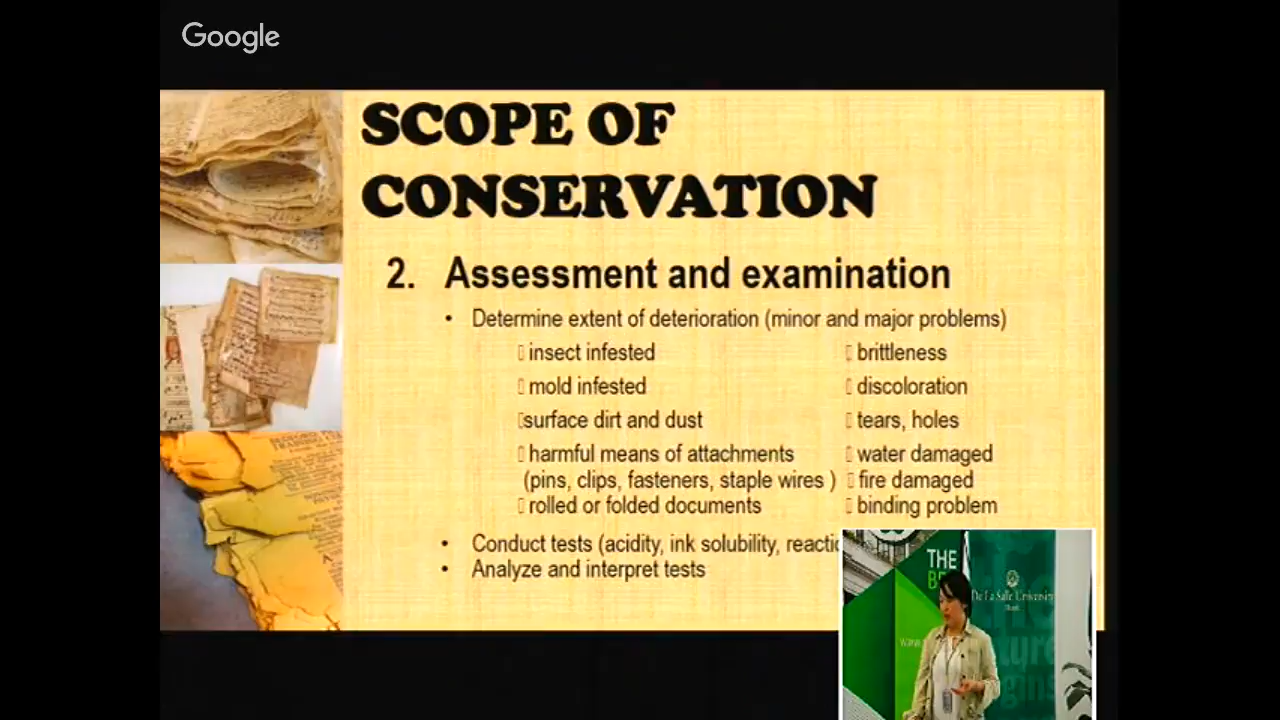 Google
SCOPE OF
CONSERVATION
2. Assessment and examination
• Determine extent of deterioration (minor and major problems)
insect infested
brittleness
mold infested
discoloration
surface dirt and dust
tears, holes
harmful means of attachments
water damaged
(pins, clips, fasteners, staple wires )
fire damaged
rolled or folded documents
binding problem
• Conduct tests (acidity, ink solubility,
• Analyze and interpret tests
THE
De La Salle University